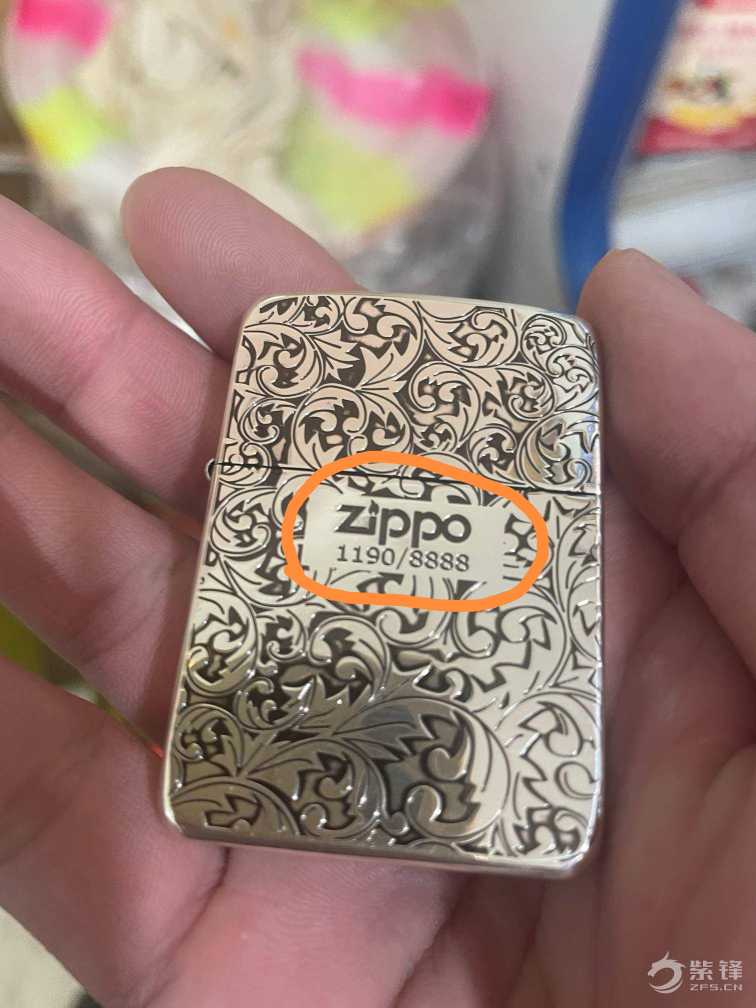 zippo
1190/8888
紫锋
ZFS.CN